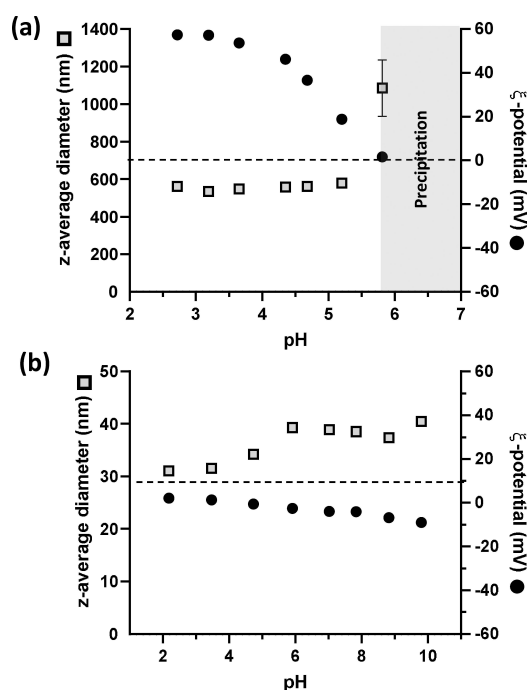 (a)
z-average diameter (nm)
1400
1200
1000
800
600
400
200
0
60
40
20
0
-20
-40
-60
ξ-potential (mV)
Precipitation
2 3 4 5 6 7
pH
(b)
z-average diameter (nm)
50
40
30
20
10
0
60
40
20
0
-20
-40
-60
ξ-potential (mV)
2 4 6 8 10
pH